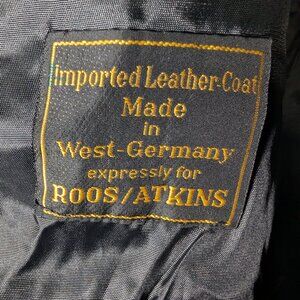 Imported Leather-Coat
Made
in
West-Germany
expressly for
ROOS/ATKINS